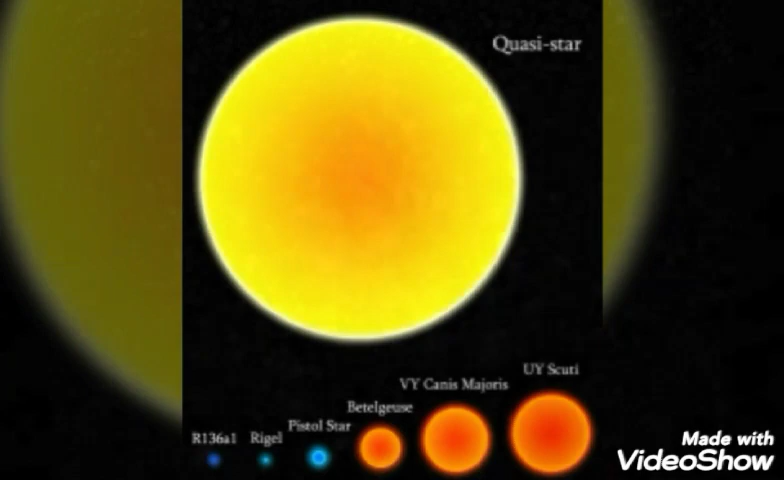 Quasi-star
UY Scuti
VY Canis Majoris
Betelgeuse
Pistol Star
R136a1 Rigel
Made with
VideoShow